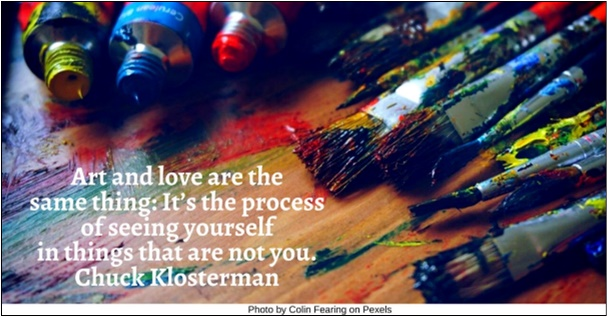 Cerulean
Art and love are the
same thing: It's the process
of seeing yourself
in things that are not you.
Chuck Klosterman
Photo by Colin Fearing on Pexels